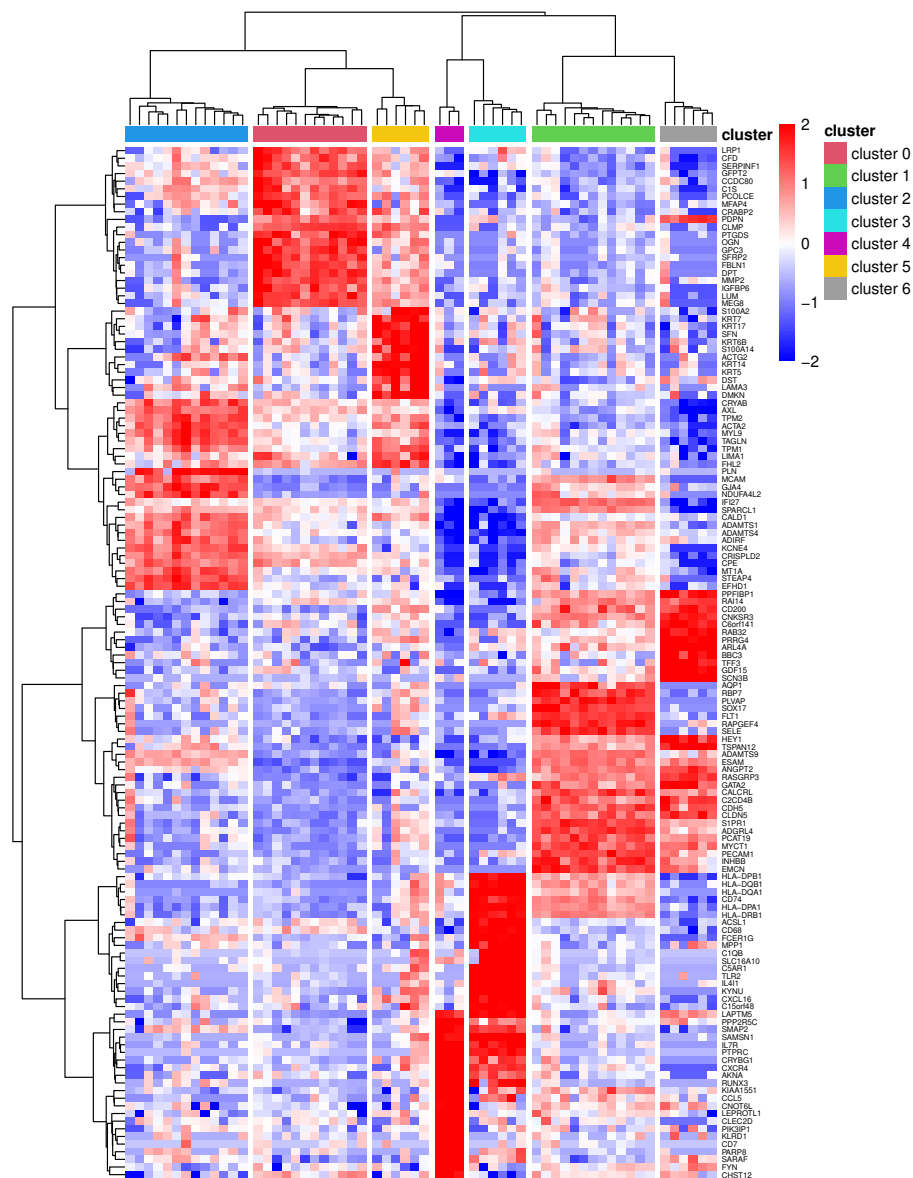 cluster
2
1
0
−1
−2
cluster
cluster 0
cluster 1
cluster 2
cluster 3
cluster 4
cluster 5
cluster 6
LRP1
CFD
SERPINF1
GFPT2
CCDC80
C1S
PCOLCE
MFAP4
CRABP2
PDPN
CLMP
PTGDS
OGN
GPC3
SFRP2
FBLN1
DPT
MMP2
IGFBP6
LUM
MEG8
S100A2
KRT7
KRT17
SFN
KRT6B
S100A14
ACTG2
KRT14
KRT5
DST
LAMA3
DMKN
CRYAB
AXL
TPM2
ACTA2
MYL9
TAGLN
TPM1
LIMA1
FHL2
PLN
MCAM
GJA4
NDUFA4L2
IFI27
SPARCL1
CALD1
ADAMTS1
ADAMTS4
ADIRF
KCNE4
CRISPLD2
CPE
MT1A
STEAP4
EFHD1
PPFIBP1
RAI14
CD200
CNKSR3
C6orf141
RAB32
PRRG4
ARL4A
BBC3
TFF3
GDF15
SCN3B
AQP1
RBP7
PLVAP
SOX17
FLT1
RAPGEF4
SELE
HEY1
TSPAN12
ADAMTS9
ESAM
ANGPT2
RASGRP3
GATA2
CALCRL
C2CD4B
CDH5
CLDN5
S1PR1
ADGRL4
PCAT19
MYCT1
PECAM1
INHBB
EMCN
HLA−DPB1
HLA−DQB1
HLA−DQA1
CD74
HLA−DPA1
HLA−DRB1
ACSL1
CD68
FCER1G
MPP1
C1QB
SLC16A10
C5AR1
TLR2
IL4I1
KYNU
CXCL16
C15orf48
LAPTM5
PPP2R5C
SMAP2
SAMSN1
IL7R
PTPRC
CRYBG1
CXCR4
AKNA
RUNX3
KIAA1551
CCL5
CNOT6L
LEPROTL1
CLEC2D
PIK3IP1
KLRD1
CD7
PARP8
SARAF
FYN
CHST12